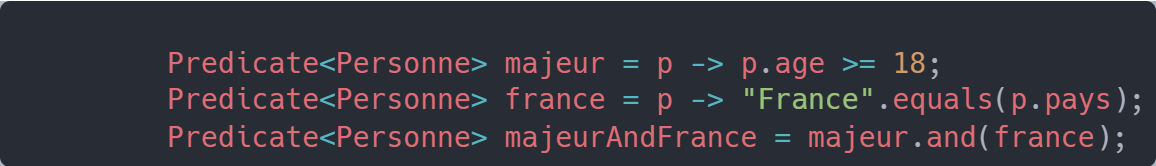 Predicate<Personne> majeur = p -> p.age >= 18;
Predicate<Personne> france = p -> "France".equals(p.pays);
Predicate<Personne> majeurAndFrance = majeur.and(france);